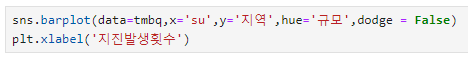 sns.barplot(data=tmbq,x='su',y='지역',hue='규모',dodge = False)
plt.xlabel('지진발생횟수')